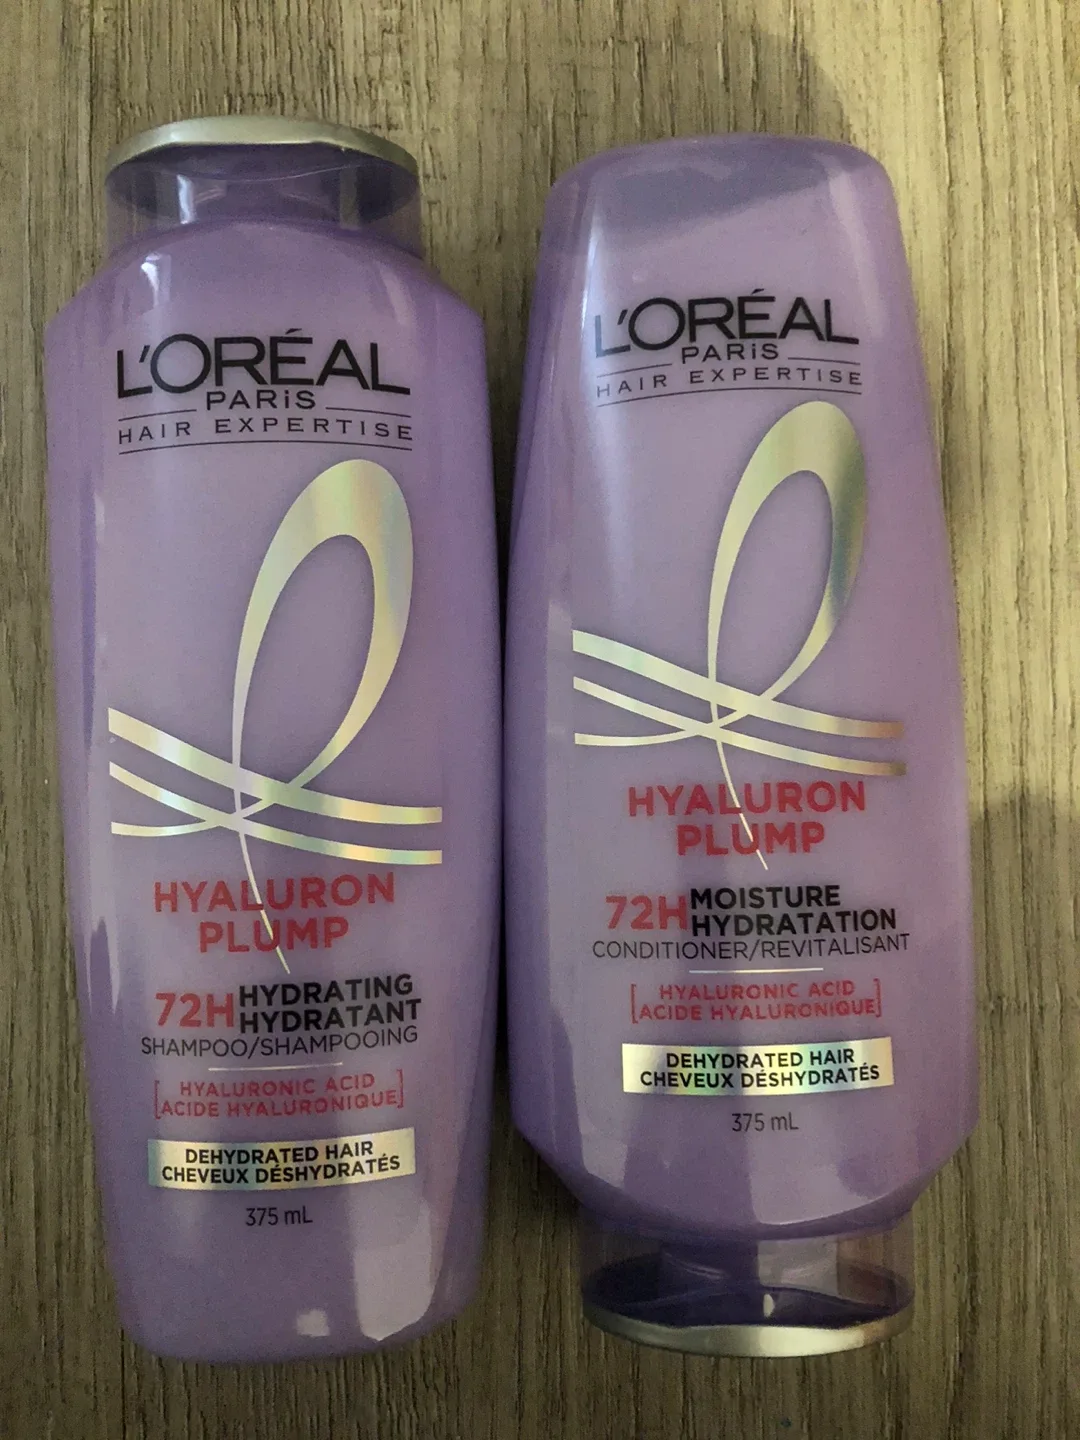 L'ORÉAL
PARiS
HAIR EXPERTISE
HYALURON
PLUMP
72H HYDRATING
HYDRATANT
SHAMPOO/SHAMPOOING
[HYALURONIC ACID
ACIDE HYALURONIQUE]
DEHYDRATED HAIR
CHEVEUX DÉSHYDRATÉS
375 mL
L'ORÉAL
PARiS
HAIR EXPERTISE
HYALURON
PLUMP
72H MOISTURE
HYDRATATION
CONDITIONER/REVITALISANT
[HYALURONIC ACID
ACIDE HYALURONIQUE]
DEHYDRATED HAIR
CHEVEUX DÉSHYDRATÉS
375 mL